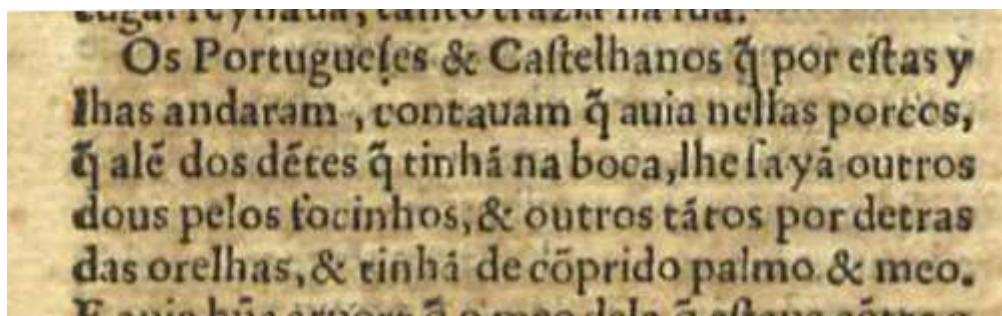 Os Portugueſes & Caſtelhanos q̃ por eſtas y
lhas andaram, contauam q̃ auia nellas porcos,
q̃ alẽ dos dẽtes q̃ tinhã na boca, lhe ſayã outros
dous pelos focinhos, & outros tãtos por detras
das orelhas, & tinhã de cõprido palmo & meo.